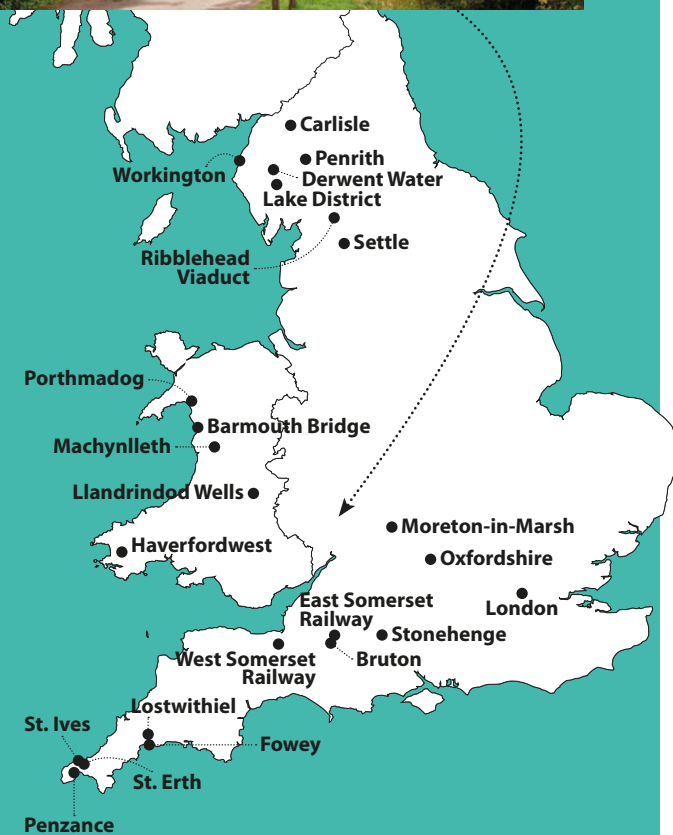 Carlisle
Penrith
Workington
Derwent Water
Lake District
Ribblehead
Viaduct
Settle
Porthmadog
Barmouth Bridge
Machynlleth
Llandrindod Wells
Moreton-in-Marsh
Haverfordwest
Oxfordshire
London
East Somerset
Railway
Stonehenge
West Somerset
Railway
Bruton
Lostwithiel
St. Ives
Fowey
St. Erth
Penzance